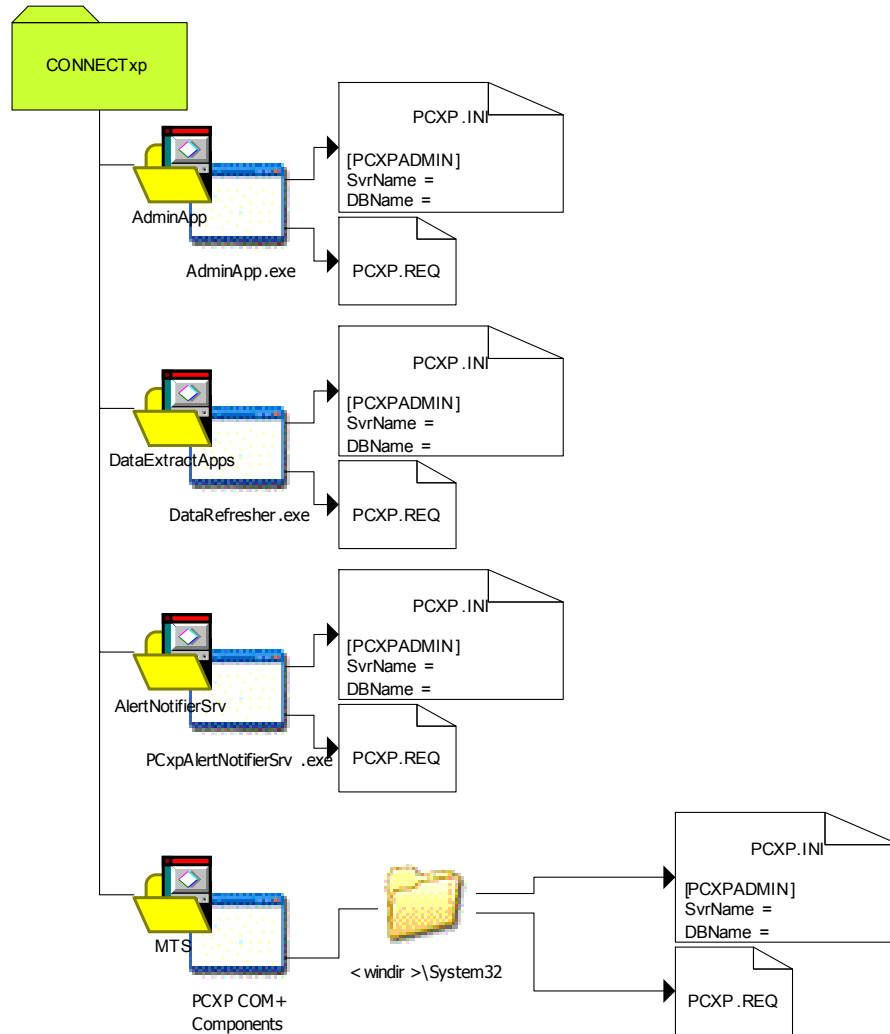 CONNECTxp
AdminApp
AdminApp.exe
PCXP.INI
[PCXPADMIN]
SvrName =
DBName =
PCXP.REQ
DataExtractApps
DataRefresher.exe
PCXP.INI
[PCXPADMIN]
SvrName =
DBName =
PCXP.REQ
AlertNotifierSrv
PCxpAlertNotifierSrv .exe
PCXP.INI
[PCXPADMIN]
SvrName =
DBName =
PCXP.REQ
MTS
PCXP COM+
Components
< windir >\System32
PCXP.INI
[PCXPADMIN]
SvrName =
DBName =
PCXP .REQ